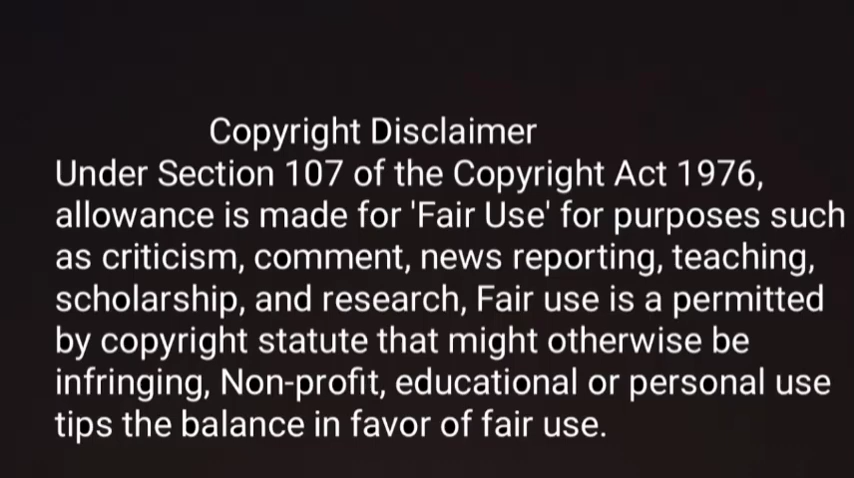 Copyright Disclaimer
Under Section 107 of the Copyright Act 1976,
allowance is made for 'Fair Use' for purposes such
as criticism, comment, news reporting, teaching,
scholarship, and research, Fair use is a permitted
by copyright statute that might otherwise be
infringing, Non-profit, educational or personal use
tips the balance in favor of fair use.